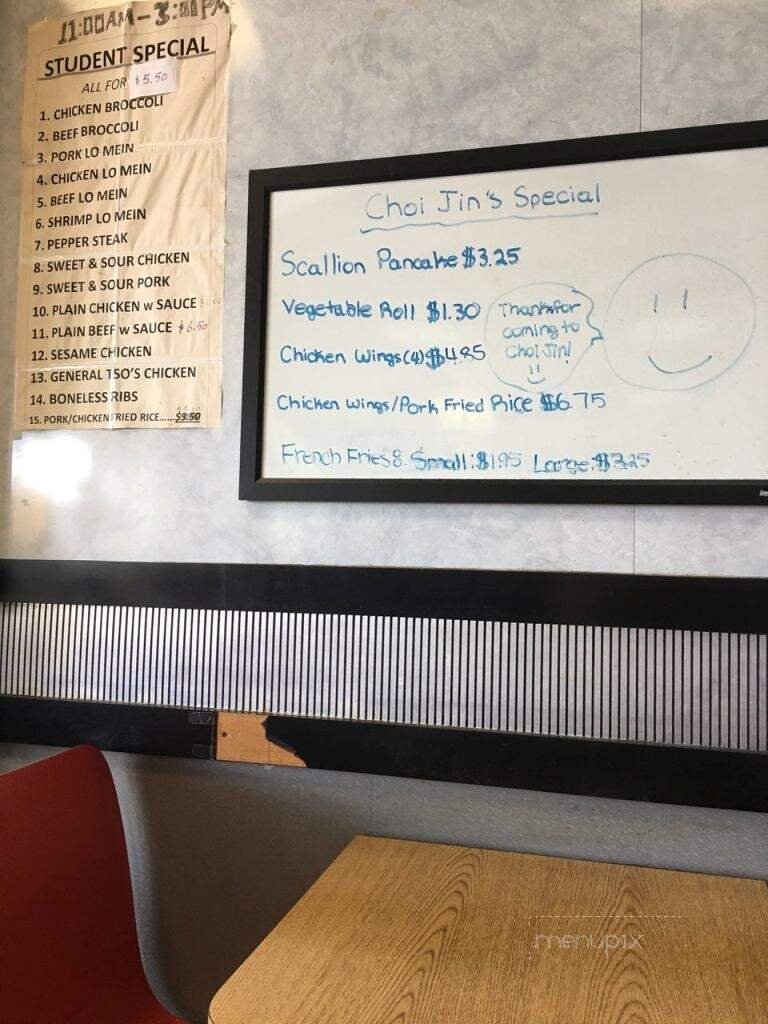 11:00AM-3:00PM
STUDENT SPECIAL
ALL FOR $5.50
1. CHICKEN BROCCOLI
2. BEEF BROCCOLI
3. PORK LO MEIN
4. CHICKEN LO MEIN
5. BEEF LO MEIN
6. SHRIMP LO MEIN
7. PEPPER STEAK
8. SWEET & SOUR CHICKEN
9. SWEET & SOUR PORK
10. PLAIN CHICKEN w SAUCE
11. PLAIN BEEF w SAUCE $6.50
12. SESAME CHICKEN
13. GENERAL TSO'S CHICKEN
14. BONELESS RIBS
15. PORK/CHICKEN FRIED RICE......$3.50
Choi Jin's Special
Scallion Pancake $3.25
Vegetable Roll $1.30
Chicken Wings(4) $4.85
Chicken Wings/Pork Fried Rice $6.75
French Fries Small: $1.95 Large: $3.25
Thanks for
coming to
Choi Jin!
menupix